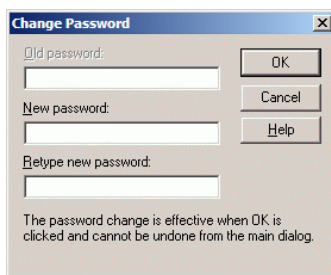 Change Password
Old password:
OK
Cancel
New password:
Help
Retype new password:
The password change is effective when OK is
clicked and cannot be undone from the main dialog.